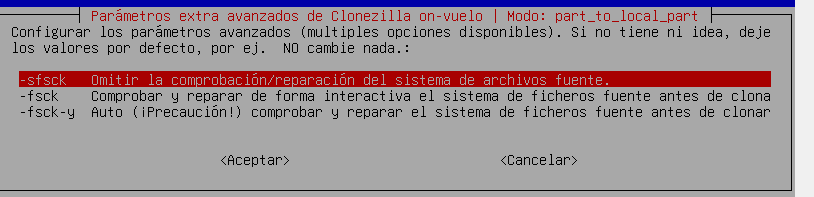 Parámetros extra avanzados de Clonezilla on-vuelo | Modo: part_to_local_part
Configurar los parámetros avanzados (multiples opciones disponibles). Si no tiene ni idea, deje
los valores por defecto, por ej.  NO cambie nada.:
-sfsck  Omitir la comprobación/reparación del sistema de archivos fuente.
-fsck   Comprobar y reparar de forma interactiva el sistema de ficheros fuente antes de clona
-fsck-y Auto (¡Precaución!) comprobar y reparar el sistema de ficheros fuente antes de clonar
<Aceptar> <Cancelar>